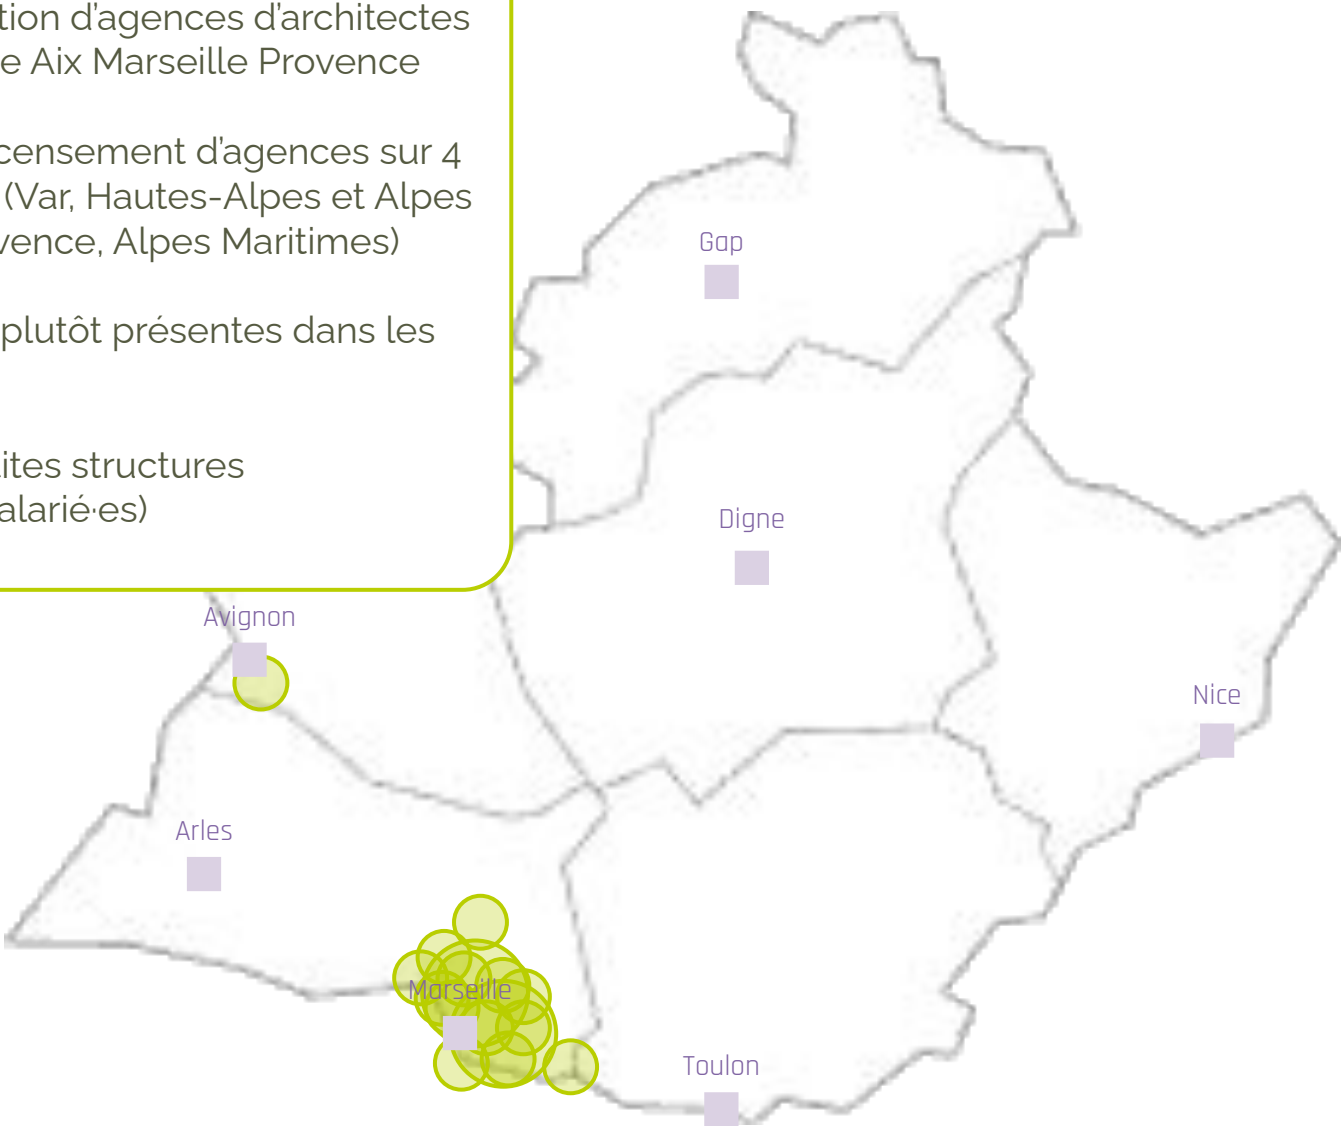 tion d'agences d'architectes
e Aix Marseille Provence
censement d'agences sur 4
(Var, Hautes-Alpes et Alpes
vence, Alpes Maritimes)
plutôt présentes dans les
ites structures
alarié·es)
Gap
Digne
Avignon
Nice
Arles
Marseille
Toulon